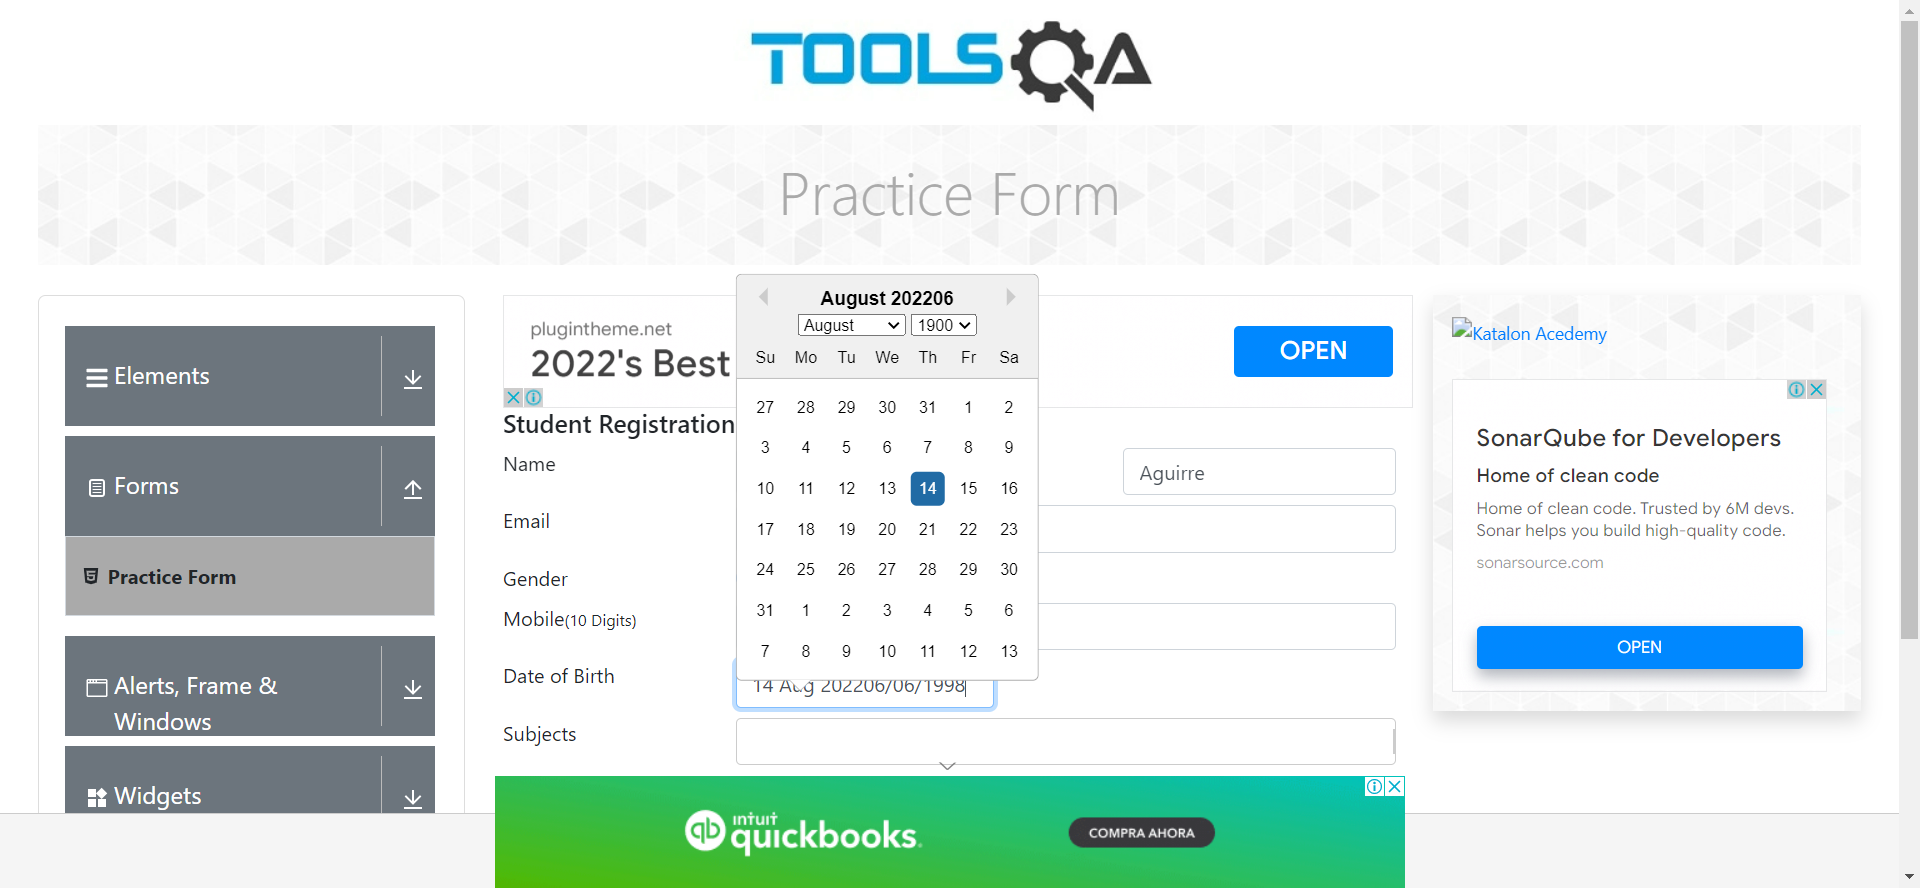 TOOLSQA
Practice Form
Elements
Forms
Practice Form
Alerts, Frame &
Windows
Widgets
plugintheme.net
2022's Best
OPEN
Student Registration
Name
Aguirre
Email
Gender
Mobile(10 Digits)
Date of Birth
14 Aug 202206/06/1998
Subjects
August 202206
August 1900
Su Mo Tu We Th Fr Sa
27 28 29 30 31 1 2
3 4 5 6 7 8 9
10 11 12 13 14 15 16
17 18 19 20 21 22 23
24 25 26 27 28 29 30
31 1 2 3 4 5 6
7 8 9 10 11 12 13
Katalon Acedemy
SonarQube for Developers
Home of clean code
Home of clean code. Trusted by 6M devs.
Sonar helps you build high-quality code.
sonarsource.com
OPEN
qb intuit
quickbooks.
COMPRA AHORA